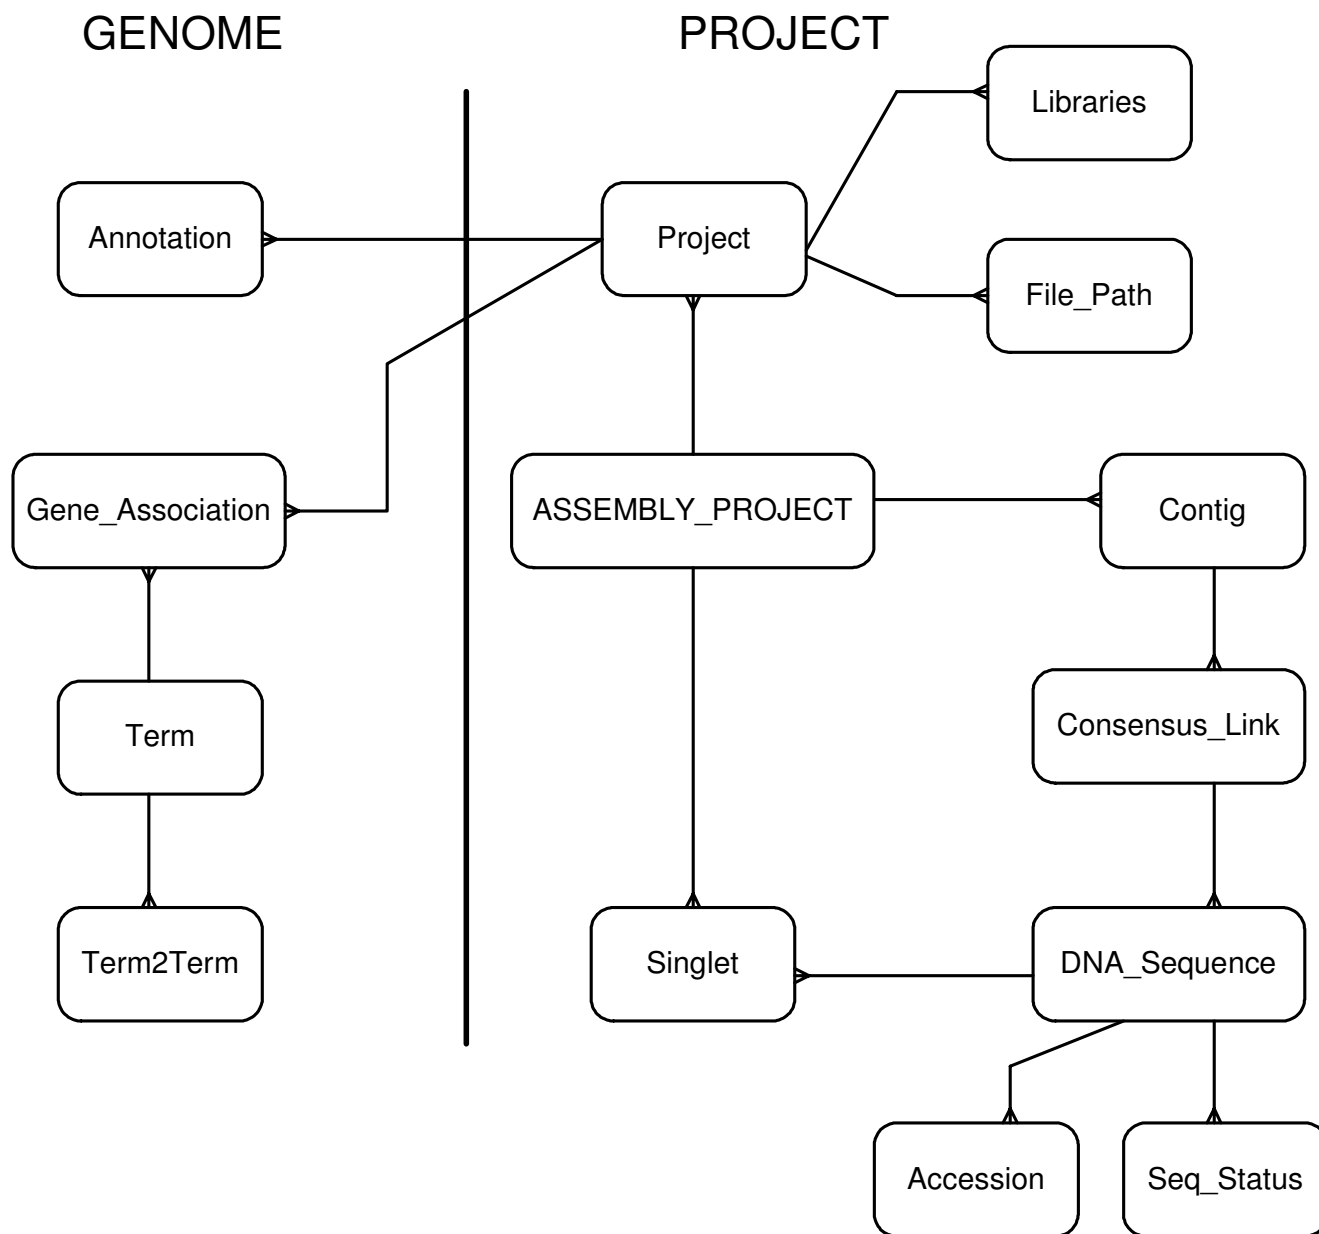 GENOME
PROJECT
Libraries
Annotation
Project
File_Path
Gene_Association
ASSEMBLY_PROJECT
Contig
Term
Consensus_Link
Term2Term
Singlet
DNA_Sequence
Accession
Seq_Status